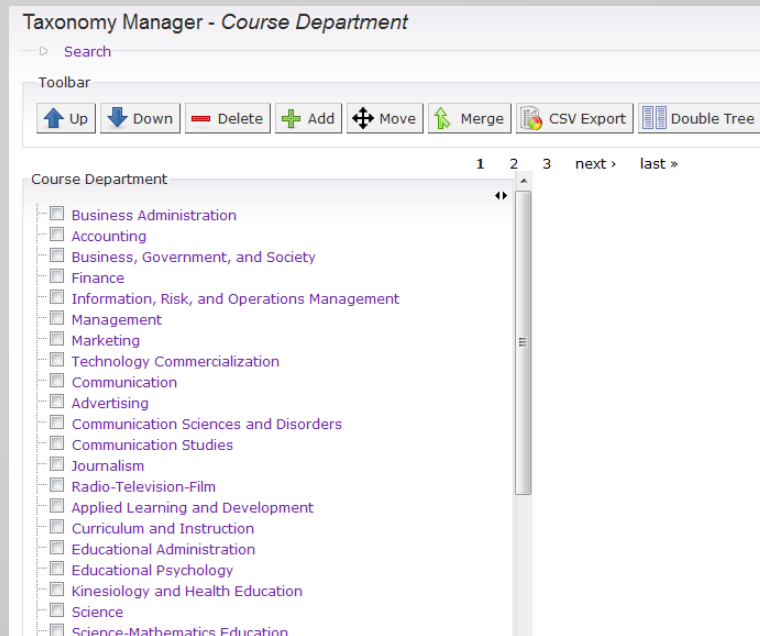 Taxonomy Manager - Course Department
Search
Toolbar
Up Down Delete Add Move Merge CSV Export Double Tree
1 2 3 next › last »
Course Department
Business Administration
Accounting
Business, Government, and Society
Finance
Information, Risk, and Operations Management
Management
Marketing
Technology Commercialization
Communication
Advertising
Communication Sciences and Disorders
Communication Studies
Journalism
Radio-Television-Film
Applied Learning and Development
Curriculum and Instruction
Educational Administration
Educational Psychology
Kinesiology and Health Education
Science
Science-Mathematics Education